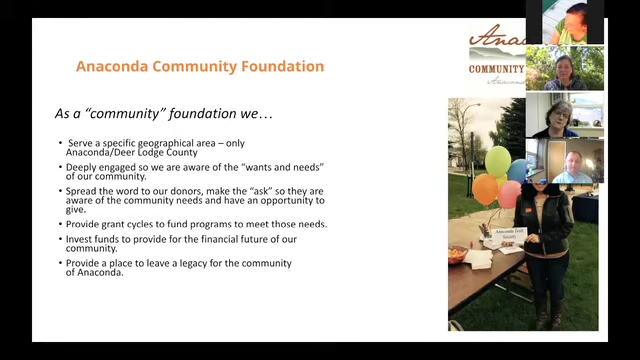 Anaconda Community Foundation
COMMUNITY
As a “community” foundation we…
• Serve a specific geographical area – only
Anaconda/Deer Lodge County
• Deeply engaged so we are aware of the “wants and needs”
of our community.
• Spread the word to our donors, make the “ask” so they are
aware of the community needs and have an opportunity to
give.
• Provide grant cycles to fund programs to meet those needs.
• Invest funds to provide for the financial future of our
community.
• Provide a place to leave a legacy for the community
of Anaconda.